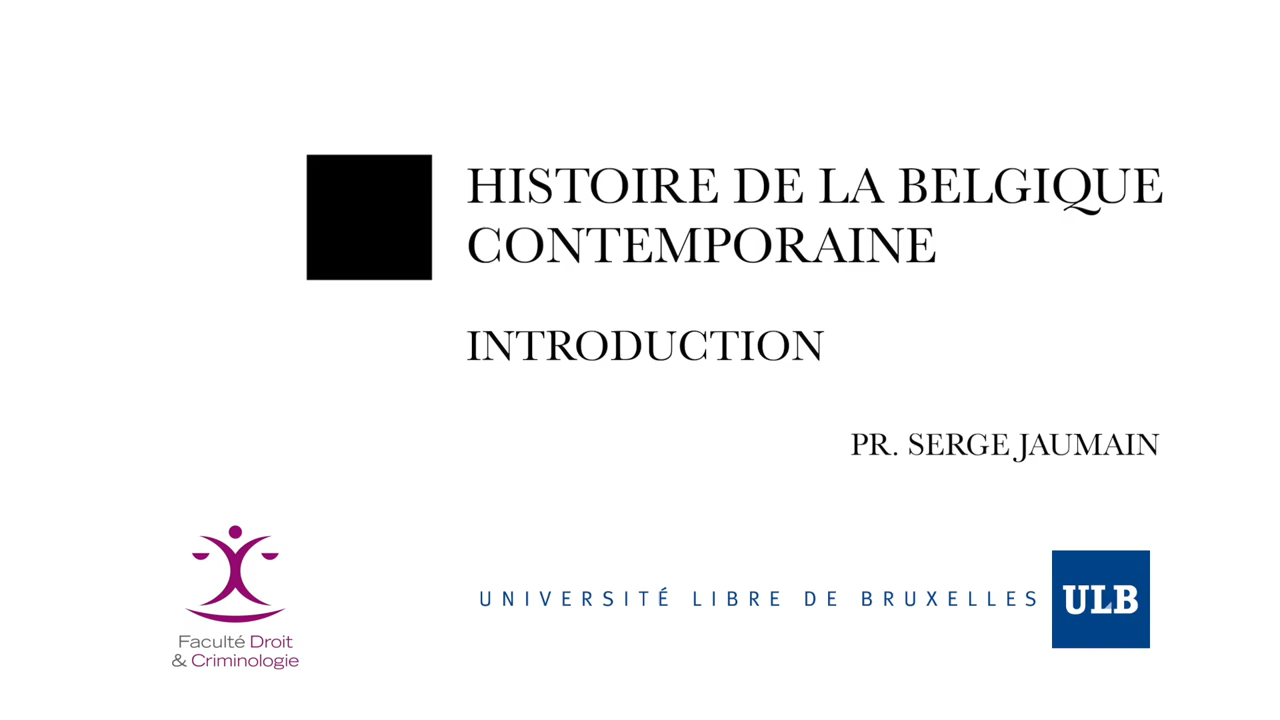 HISTOIRE DE LA BELGIQUE
CONTEMPORAINE
INTRODUCTION
PR. SERGE JAUMAIN
Faculté Droit
& Criminologie
UNIVERSITÉ LIBRE DE BRUXELLES
ULB